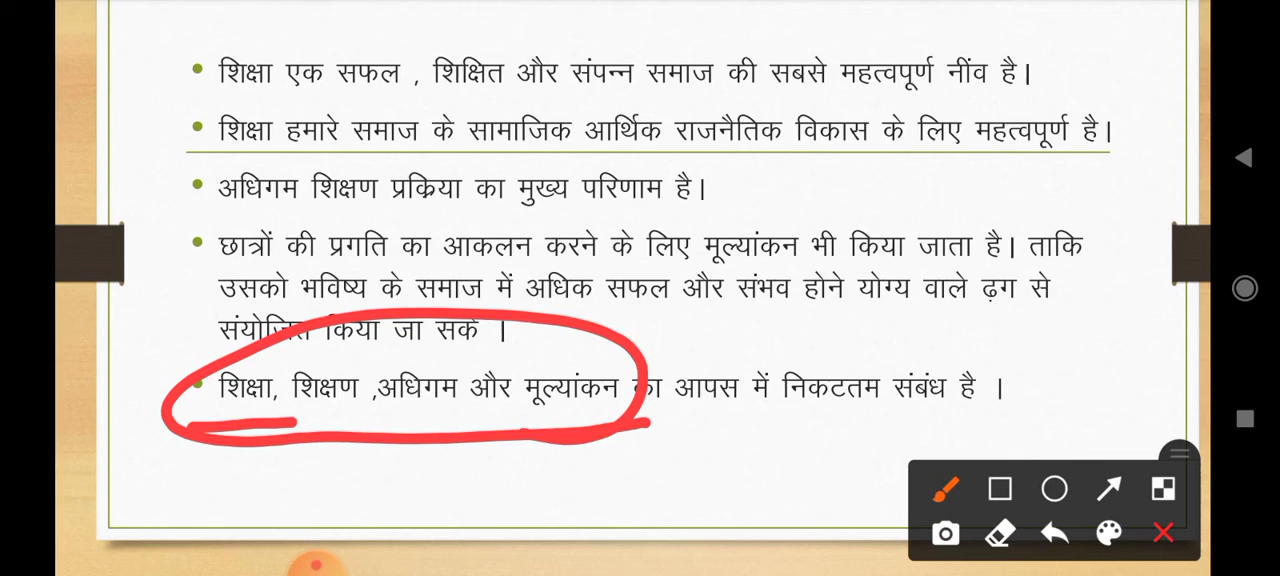 शिक्षा एक सफल , शिक्षित और संपन्न समाज की सबसे महत्वपूर्ण नींव है।
शिक्षा हमारे समाज के सामाजिक आर्थिक राजनैतिक विकास के लिए महत्वपूर्ण है।
अधिगम शिक्षण प्रक्रिया का मुख्य परिणाम है।
छात्रों की प्रगति का आकलन करने के लिए मूल्यांकन भी किया जाता है। ताकि
उसको भविष्य के समाज में अधिक सफल और संभव होने योग्य वाले ढ़ग से
संयोजित किया जा सके ।
शिक्षा, शिक्षण ,अधिगम और मूल्यांकन का आपस में निकटतम संबंध है ।